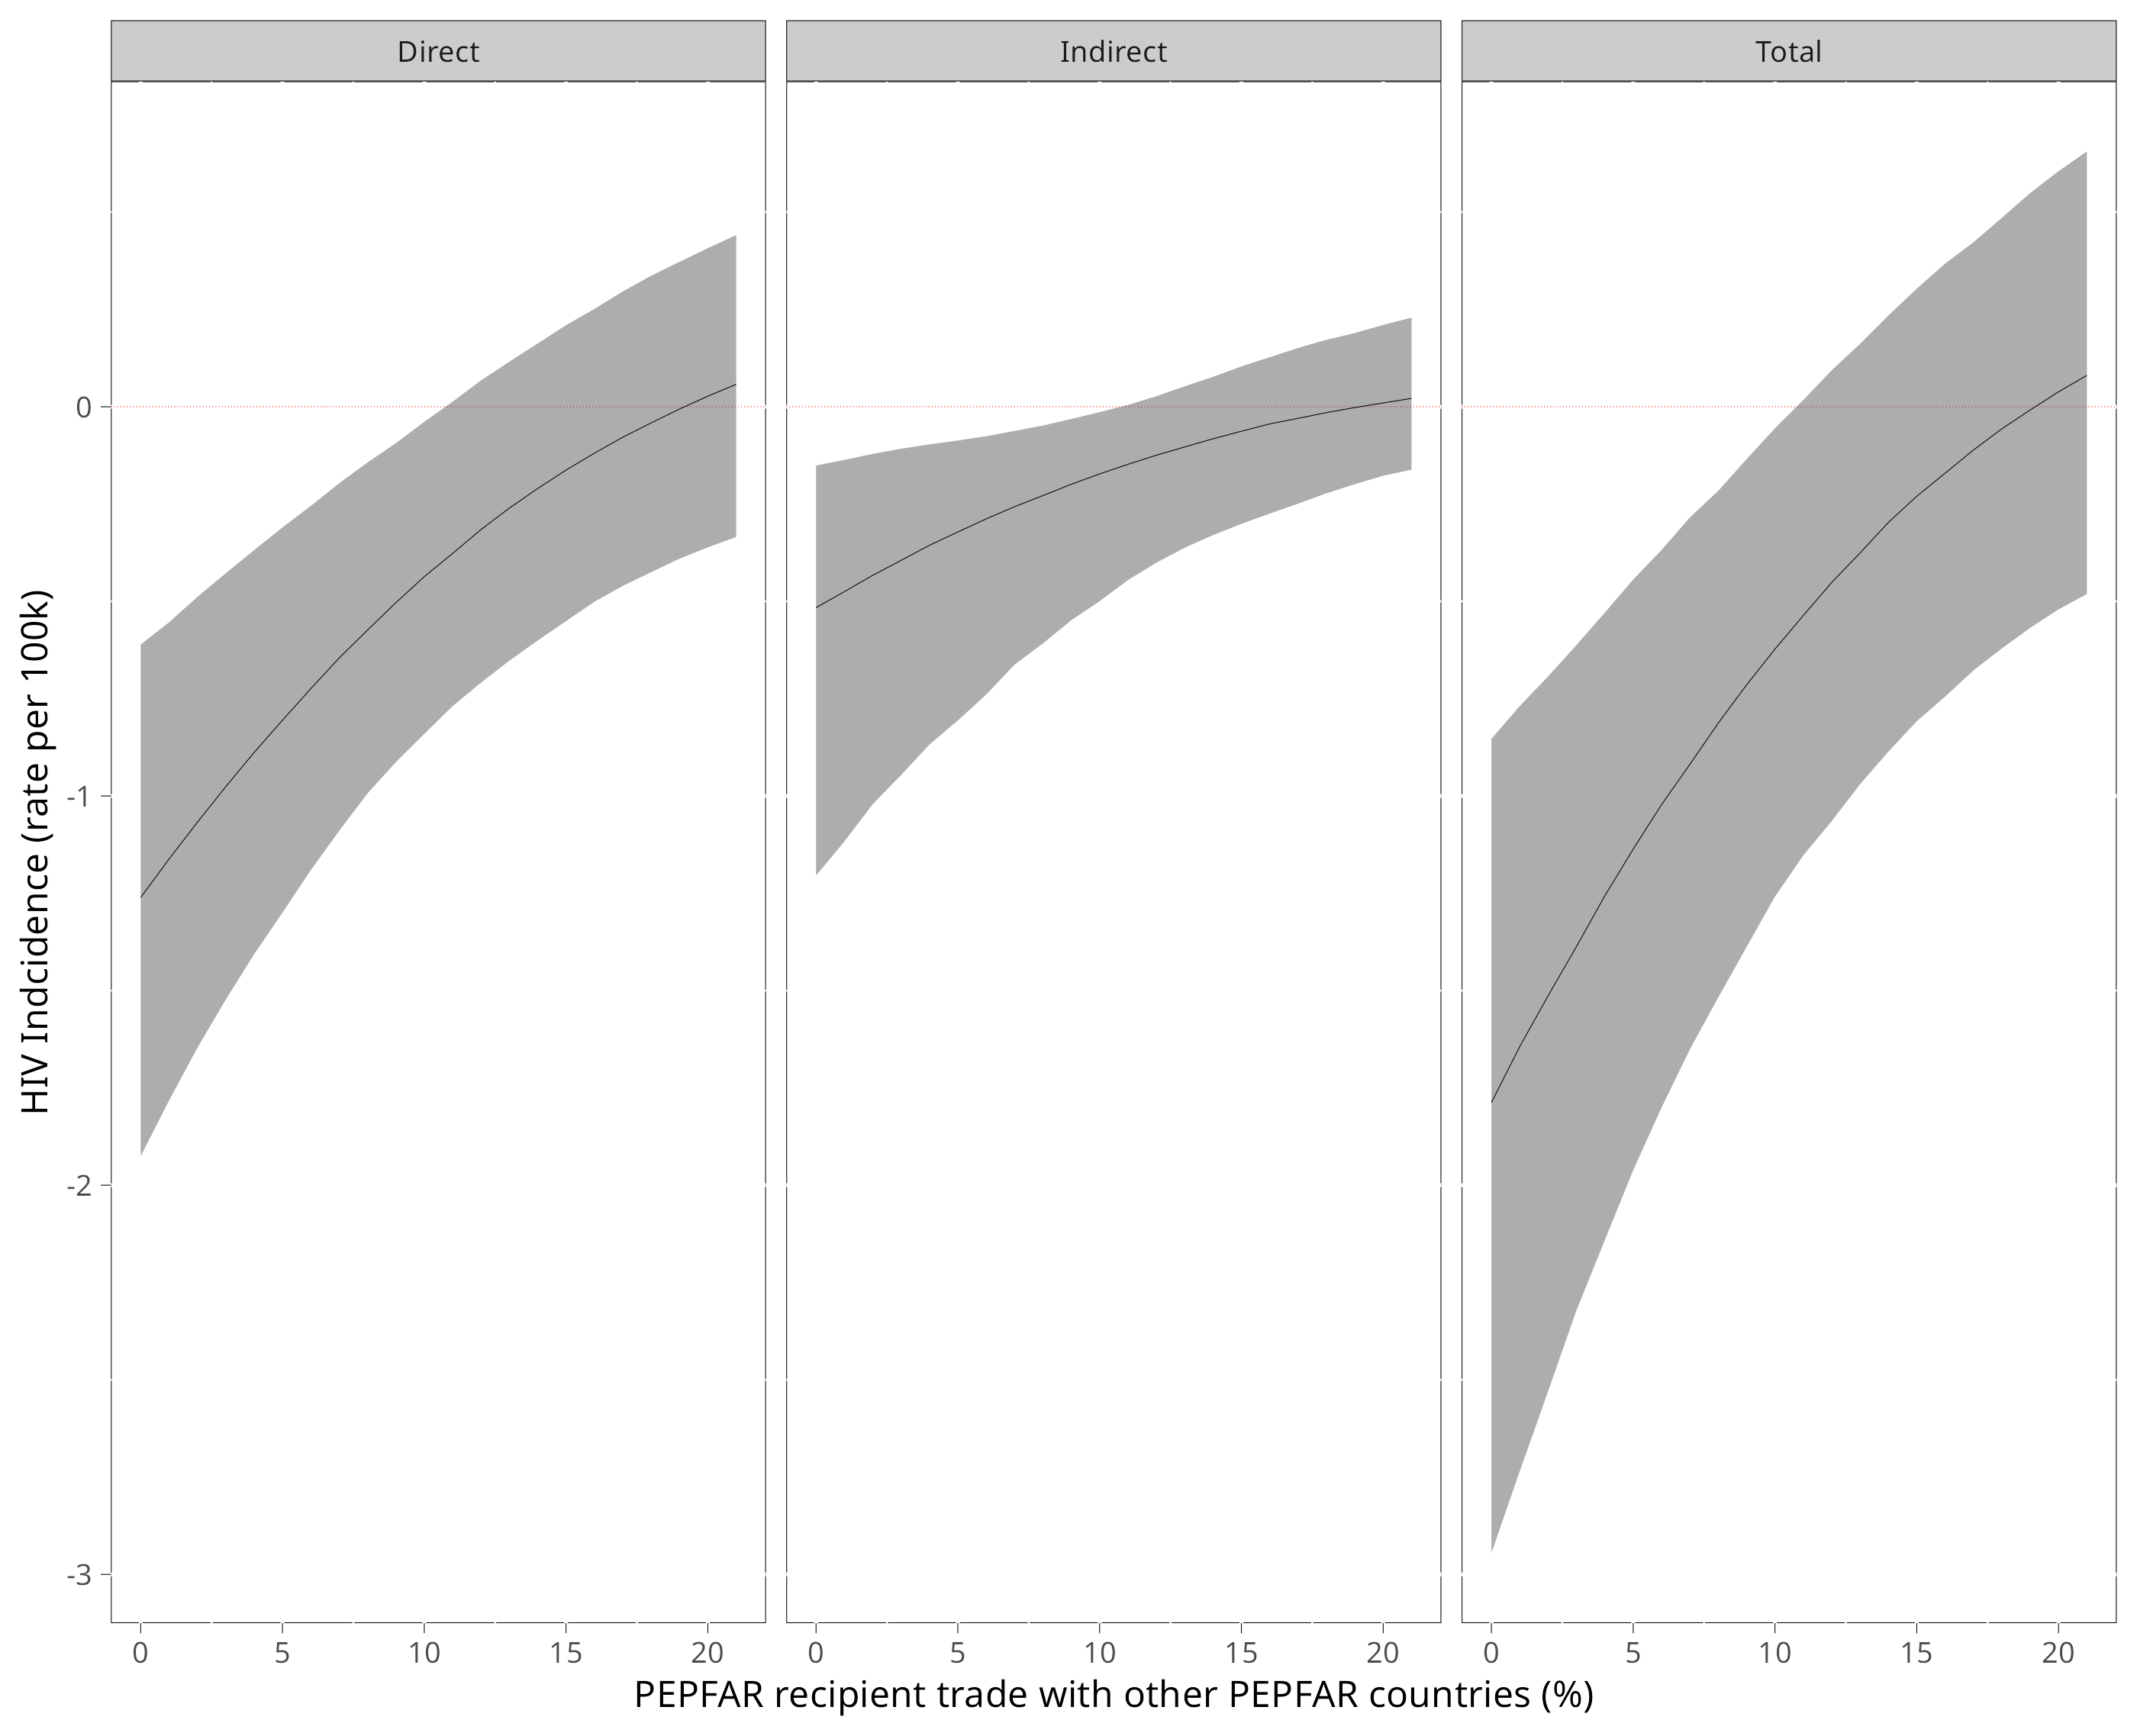 Direct Indirect Total
HIV Indcidence (rate per 100k)
0
-1
-2
-3
0 5 10 15 20 0 5 10 15 20 0 5 10 15 20
PEPFAR recipient trade with other PEPFAR countries (%)